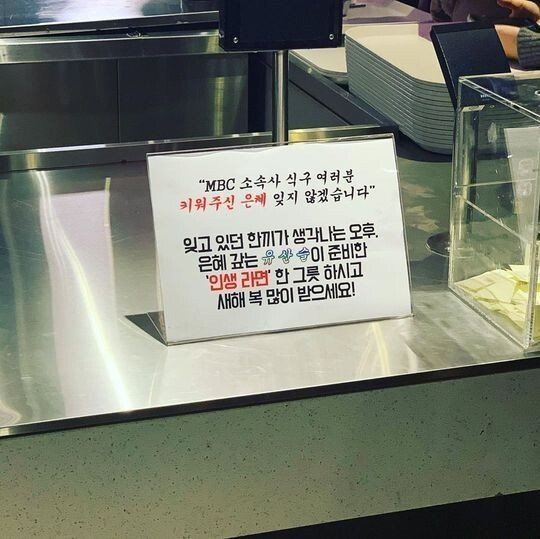 "MBC 소속사 식구 여러분
키워주신 은혜 잊지 않겠습니다"
잊고 있던 한끼가 생각나는 오후.
은혜 갚는 유산슬이 준비한
'인생 라면' 한 그릇 하시고
새해 복 많이 받으세요!